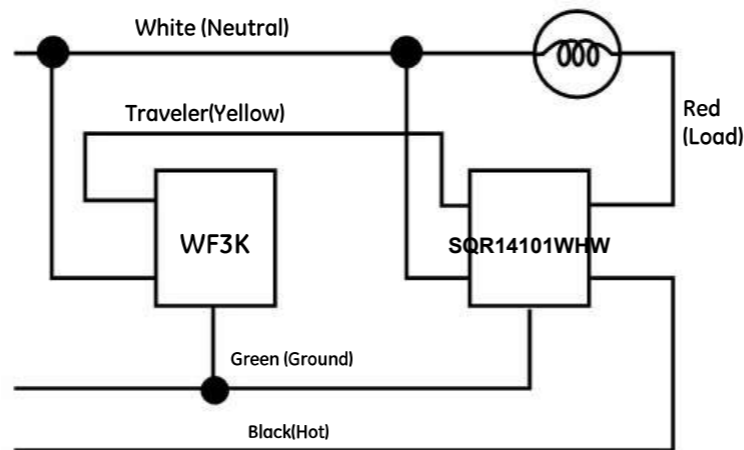 White (Neutral)
Traveler(Yellow)
Red
(Load)
WF3K
SQR14101WHW
Green (Ground)
Black(Hot)